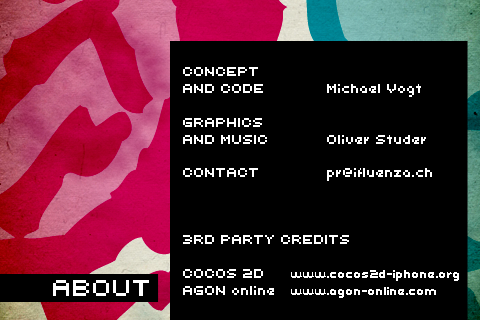 CONCEPT
AND CODE Michael Vogt
GRAPHICS
AND MUSIC Oliver Studer
CONTACT pr@ifluenza.ch
3RD PARTY CREDITS
COCOS 2D www.cocos2d-iphone.org
AGON online www.agon-online.com
ABOUT